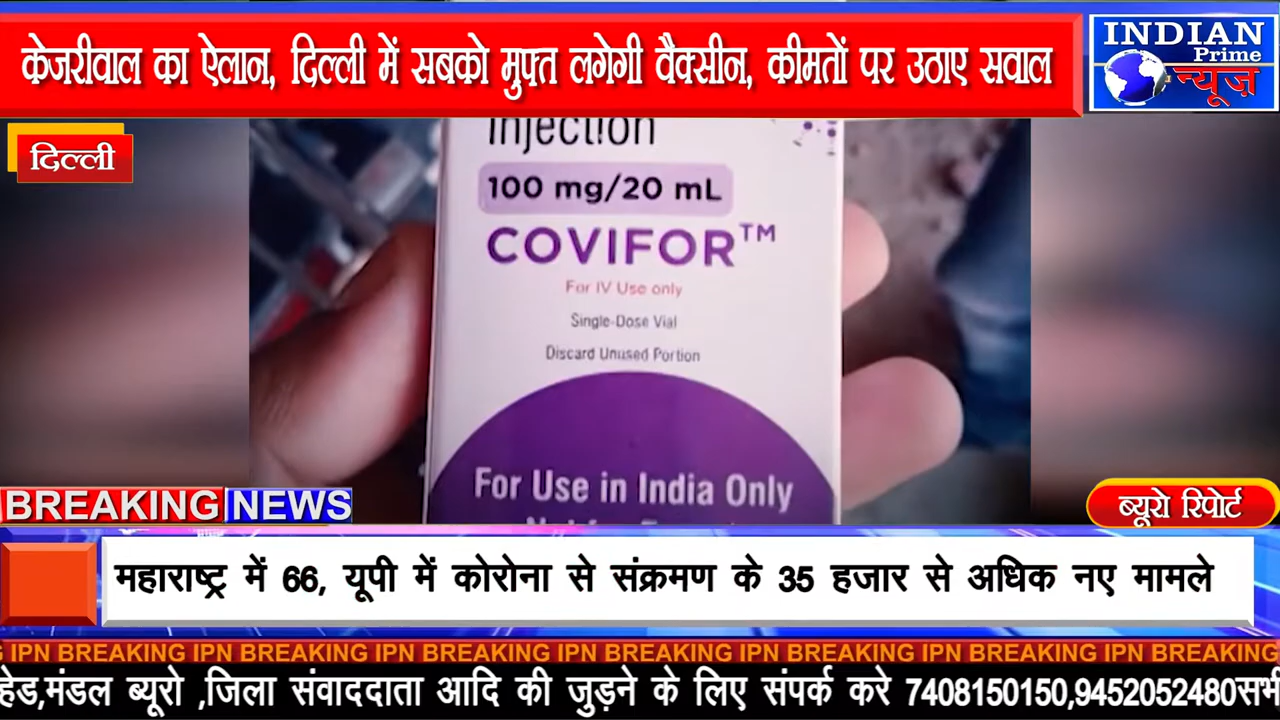 केजरीवाल का ऐलान, दिल्ली में सबको मुफ्त लगेगी वैक्सीन, कीमतों पर उठाए सवाल
INDIAN
Prime
न्यूज़
दिल्ली
Injection
100 mg/20 mL
COVIFOR™
For IV Use only
Single-Dose Vial
Discard Unused Portion
For Use in India Only
BREAKING NEWS
ब्यूरो रिपोर्ट
महाराष्ट्र में 66, यूपी में कोरोना से संक्रमण के 35 हजार से अधिक नए मामले
IPN BREAKING IPN BREAKING IPN BREAKING IPN BREAKING IPN BREAKING IPN BREAKING IPN BREAKING
हेड,मंडल ब्यूरो ,जिला संवाददाता आदि की जुड़ने के लिए संपर्क करे 7408150150,9452052480सभी